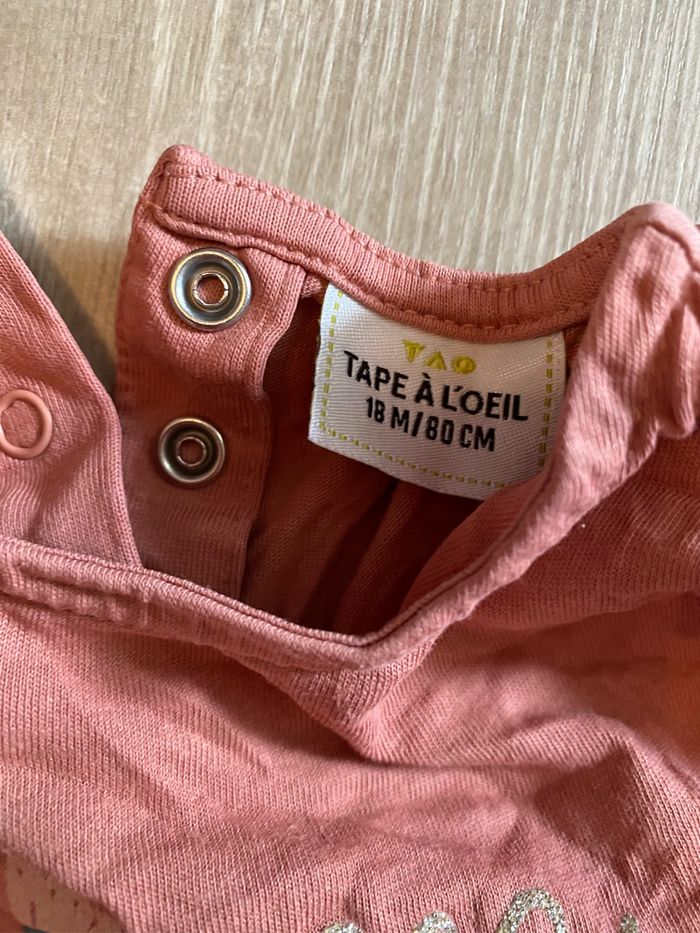 TAO
TAPE À L'OEIL
18 M/80 CM